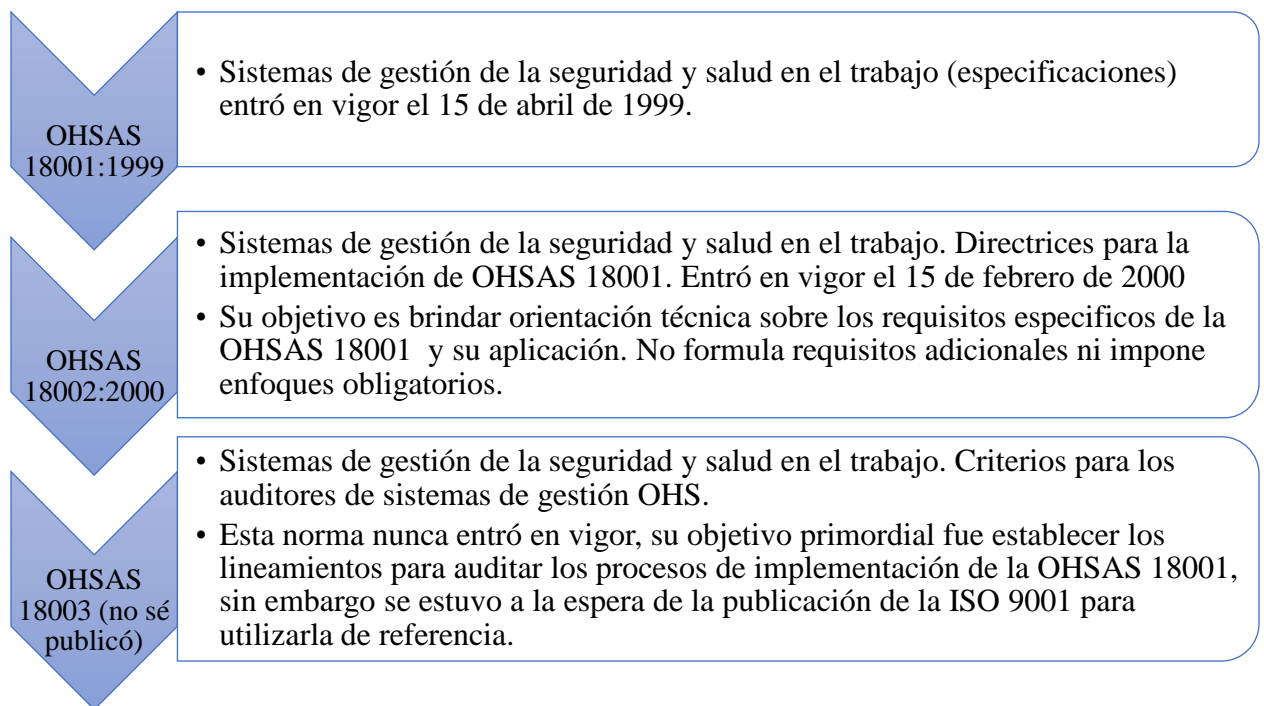 OHSAS
18001:1999
• Sistemas de gestión de la seguridad y salud en el trabajo (especificaciones)
entró en vigor el 15 de abril de 1999.
OHSAS
18002:2000
• Sistemas de gestión de la seguridad y salud en el trabajo. Directrices para la
implementación de OHSAS 18001. Entró en vigor el 15 de febrero de 2000
• Su objetivo es brindar orientación técnica sobre los requisitos especificos de la
OHSAS 18001 y su aplicación. No formula requisitos adicionales ni impone
enfoques obligatorios.
OHSAS
18003 (no sé
publicó)
• Sistemas de gestión de la seguridad y salud en el trabajo. Criterios para los
auditores de sistemas de gestión OHS.
• Esta norma nunca entró en vigor, su objetivo primordial fue establecer los
lineamientos para auditar los procesos de implementación de la OHSAS 18001,
sin embargo se estuvo a la espera de la publicación de la ISO 9001 para
utilizarla de referencia.